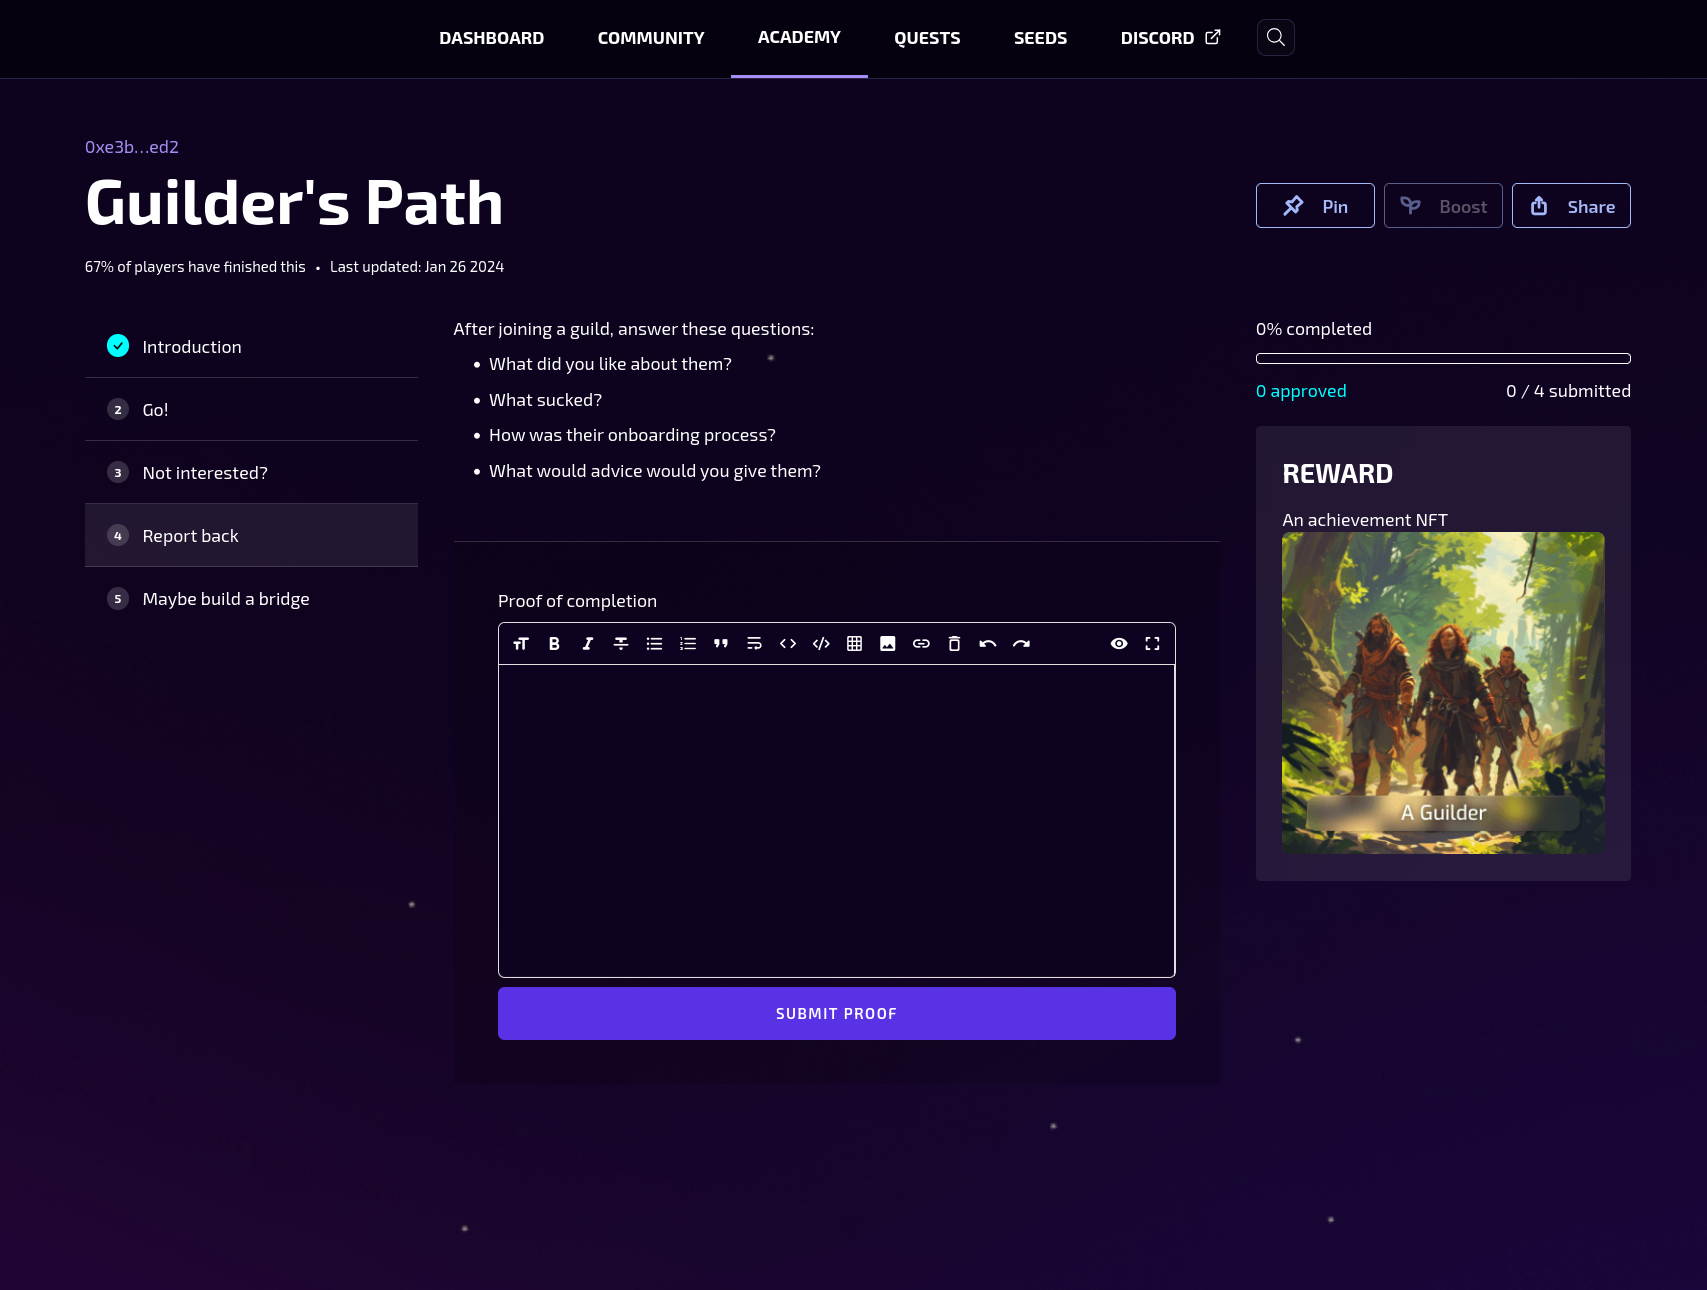 DASHBOARD COMMUNITY ACADEMY QUESTS SEEDS DISCORD
0xe3b...ed2
Guilder's Path
Pin Boost Share
67% of players have finished this • Last updated: Jan 26 2024
Introduction
2 Go!
3 Not interested?
4 Report back
5 Maybe build a bridge
After joining a guild, answer these questions:
• What did you like about them?
• What sucked?
• How was their onboarding process?
• What would advice would you give them?
Proof of completion
SUBMIT PROOF
0% completed
0 approved 0 / 4 submitted
REWARD
An achievement NFT
A Guilder